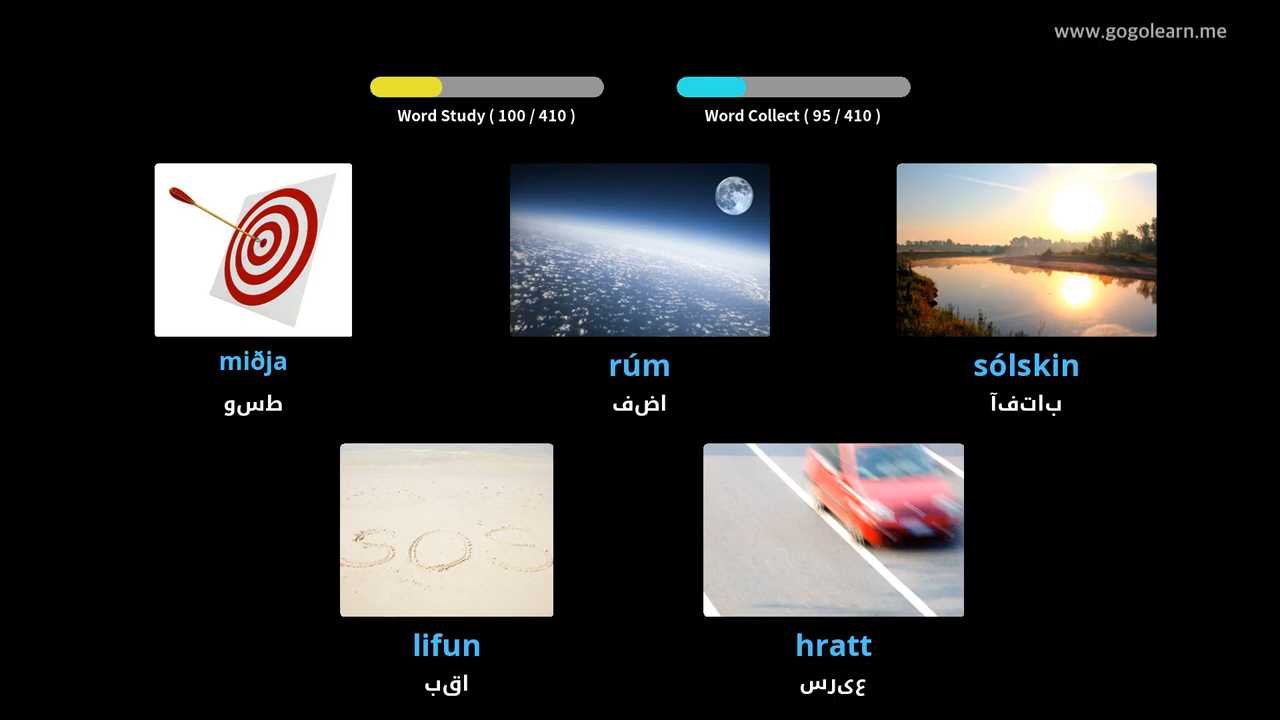 www.gogolearn.me
Word Study ( 100 / 410 )
Word Collect ( 95 / 410 )
miðja
وسط
rúm
فضا
sólskin
آفتاب
SOS
lifun
بقا
hratt
سریع